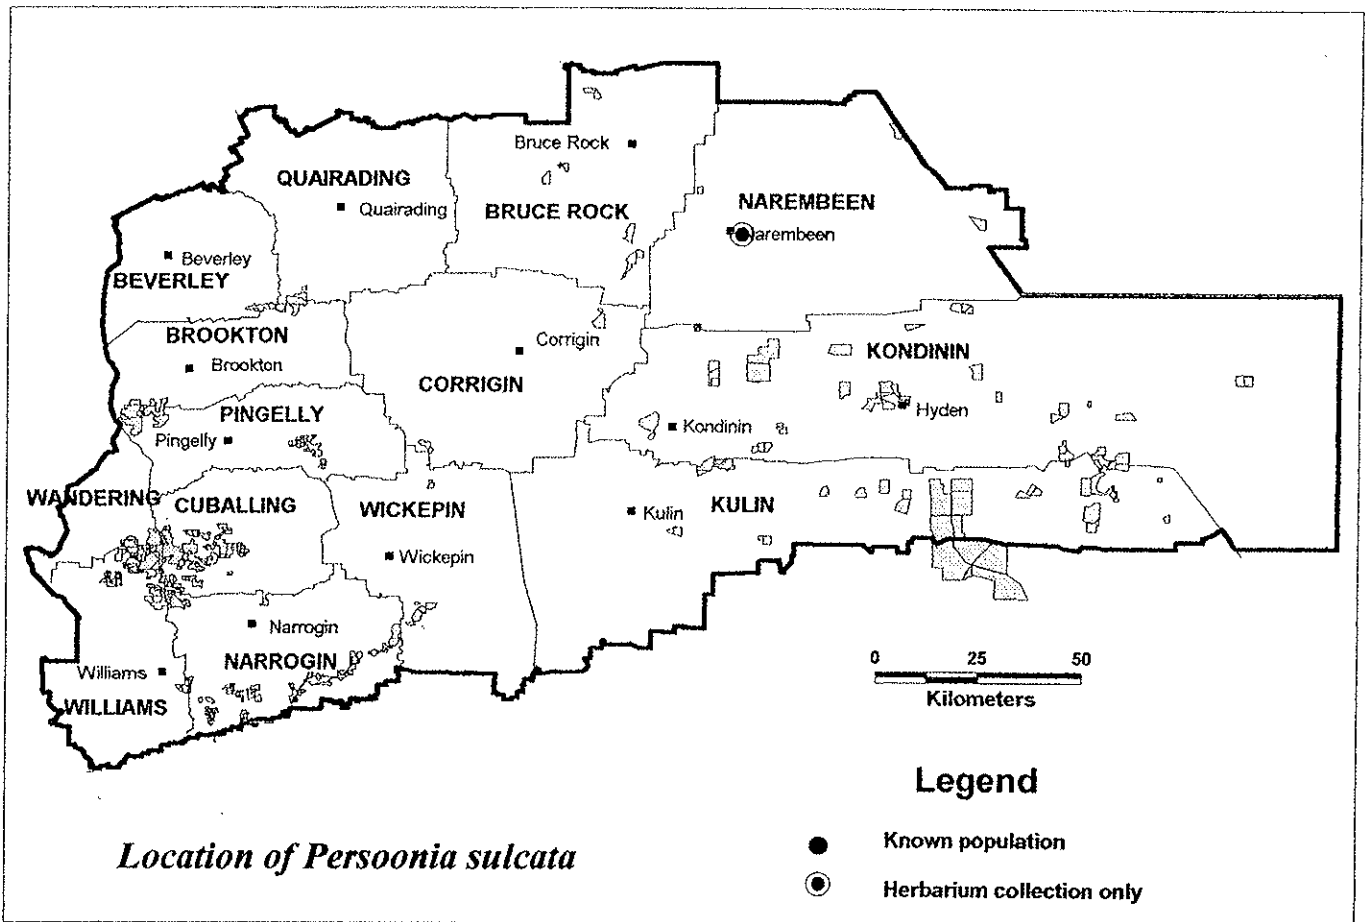 Bruce Rock
QUAIRADING
Quairading
BRUCE ROCK
NAREMBEEN
arembeen
Beverley
BEVERLEY
BROOKTON
Brookton
Corrigin
CORRIGIN
KONDININ
PINGELLY
Pingelly
Kondinin
Hyden
WANDERING
CUBALLING
WICKEPIN
Wickepin
Kulin
KULIN
Narrogin
NARROGIN
Williams
WILLIAMS
0 25 50
Kilometers
Legend
Known population
Herbarium collection only
Location of Persoonia sulcata